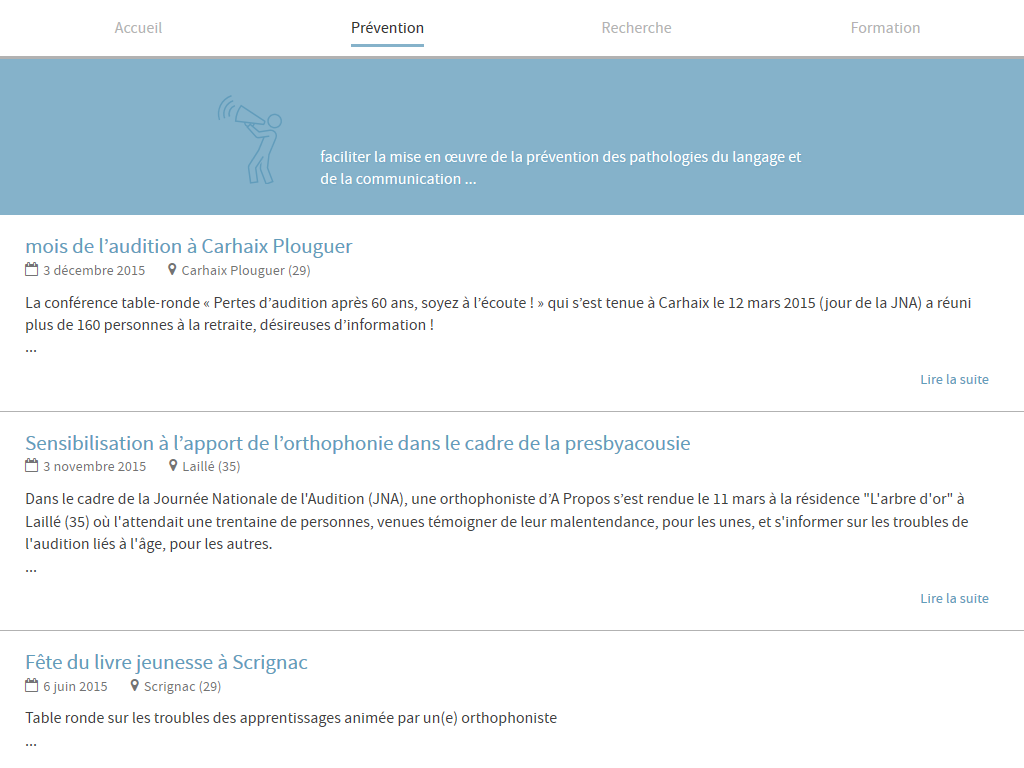 Accueil
Prévention
Recherche
Formation
faciliter la mise en œuvre de la prévention des pathologies du langage et
de la communication ...
mois de l’audition à Carhaix Plouguer
3 décembre 2015
Carhaix Plouguer (29)
La conférence table-ronde « Pertes d’audition après 60 ans, soyez à l’écoute ! » qui s’est tenue à Carhaix le 12 mars 2015 (jour de la JNA) a réuni
plus de 160 personnes à la retraite, désireuses d’information !
...
Lire la suite
Sensibilisation à l’apport de l’orthophonie dans le cadre de la presbyacousie
3 novembre 2015
Laillé (35)
Dans le cadre de la Journée Nationale de l'Audition (JNA), une orthophoniste d’A Propos s’est rendue le 11 mars à la résidence "L'arbre d'or" à
Laillé (35) où l'attendait une trentaine de personnes, venues témoigner de leur malentendance, pour les unes, et s'informer sur les troubles de
l'audition liés à l'âge, pour les autres.
...
Lire la suite
Fête du livre jeunesse à Scrignac
6 juin 2015
Scrignac (29)
Table ronde sur les troubles des apprentissages animée par un(e) orthophoniste
...